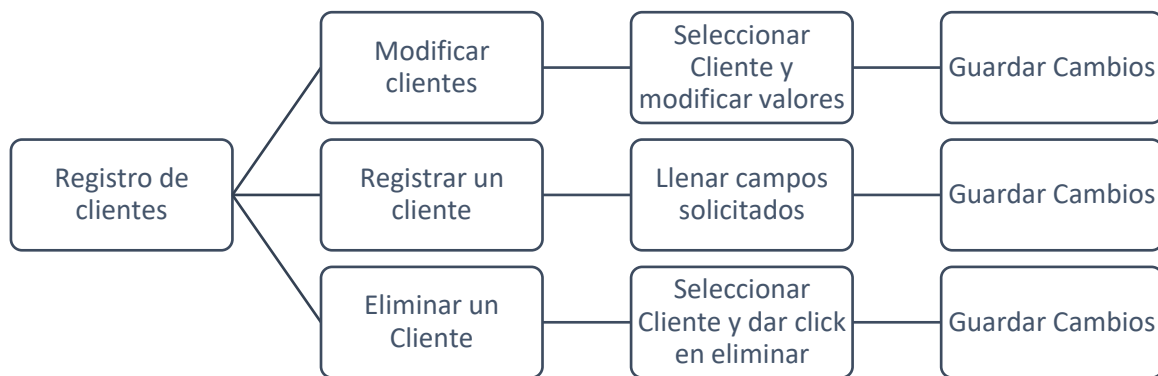 Registro de
clientes
Modificar
clientes
Seleccionar
Cliente y
modificar valores
Guardar Cambios
Registrar un
cliente
Llenar campos
solicitados
Guardar Cambios
Eliminar un
Cliente
Seleccionar
Cliente y dar click
en eliminar
Guardar Cambios